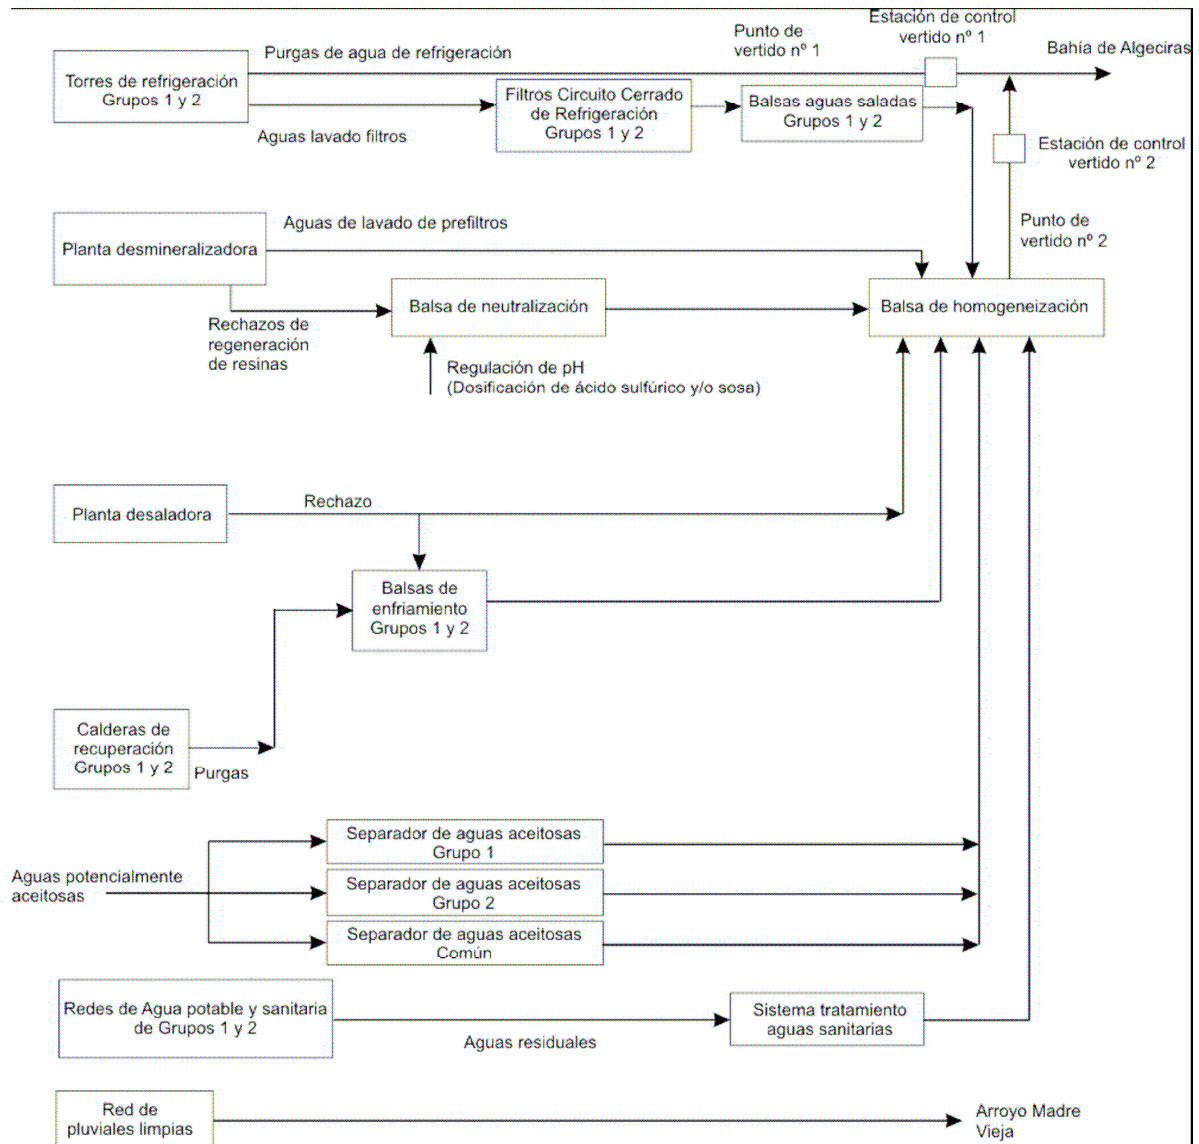 Estación de control
vertido nº 1
Punto de
vertido nº 1
Purgas de agua de refrigeración
Bahía de Algeciras
Torres de refrigeración
Grupos 1 y 2
Filtros Circuito Cerrado
de Refrigeración
Grupos 1 y 2
Balsas aguas saladas
Grupos 1 y 2
Aguas lavado filtros
Estación de control
vertido nº 2
Aguas de lavado de prefiltros
Punto de
vertido nº 2
Planta desmineralizadora
Balsa de neutralización
Balsa de homogeneización
Rechazos de
regeneración
de resinas
Regulación de pH
(Dosificación de ácido sulfúrico y/o sosa)
Rechazo
Planta desaladora
Balsas de
enfriamiento
Grupos 1 y 2
Calderas de
recuperación
Grupos 1 y 2
Purgas
Separador de aguas aceitosas
Grupo 1
Aguas potencialmente
aceitosas
Separador de aguas aceitosas
Grupo 2
Separador de aguas aceitosas
Común
Redes de Agua potable y sanitaria
de Grupos 1 y 2
Sistema tratamiento
aguas sanitarias
Aguas residuales
Red de
pluviales limpias
Arroyo Madre
Vieja